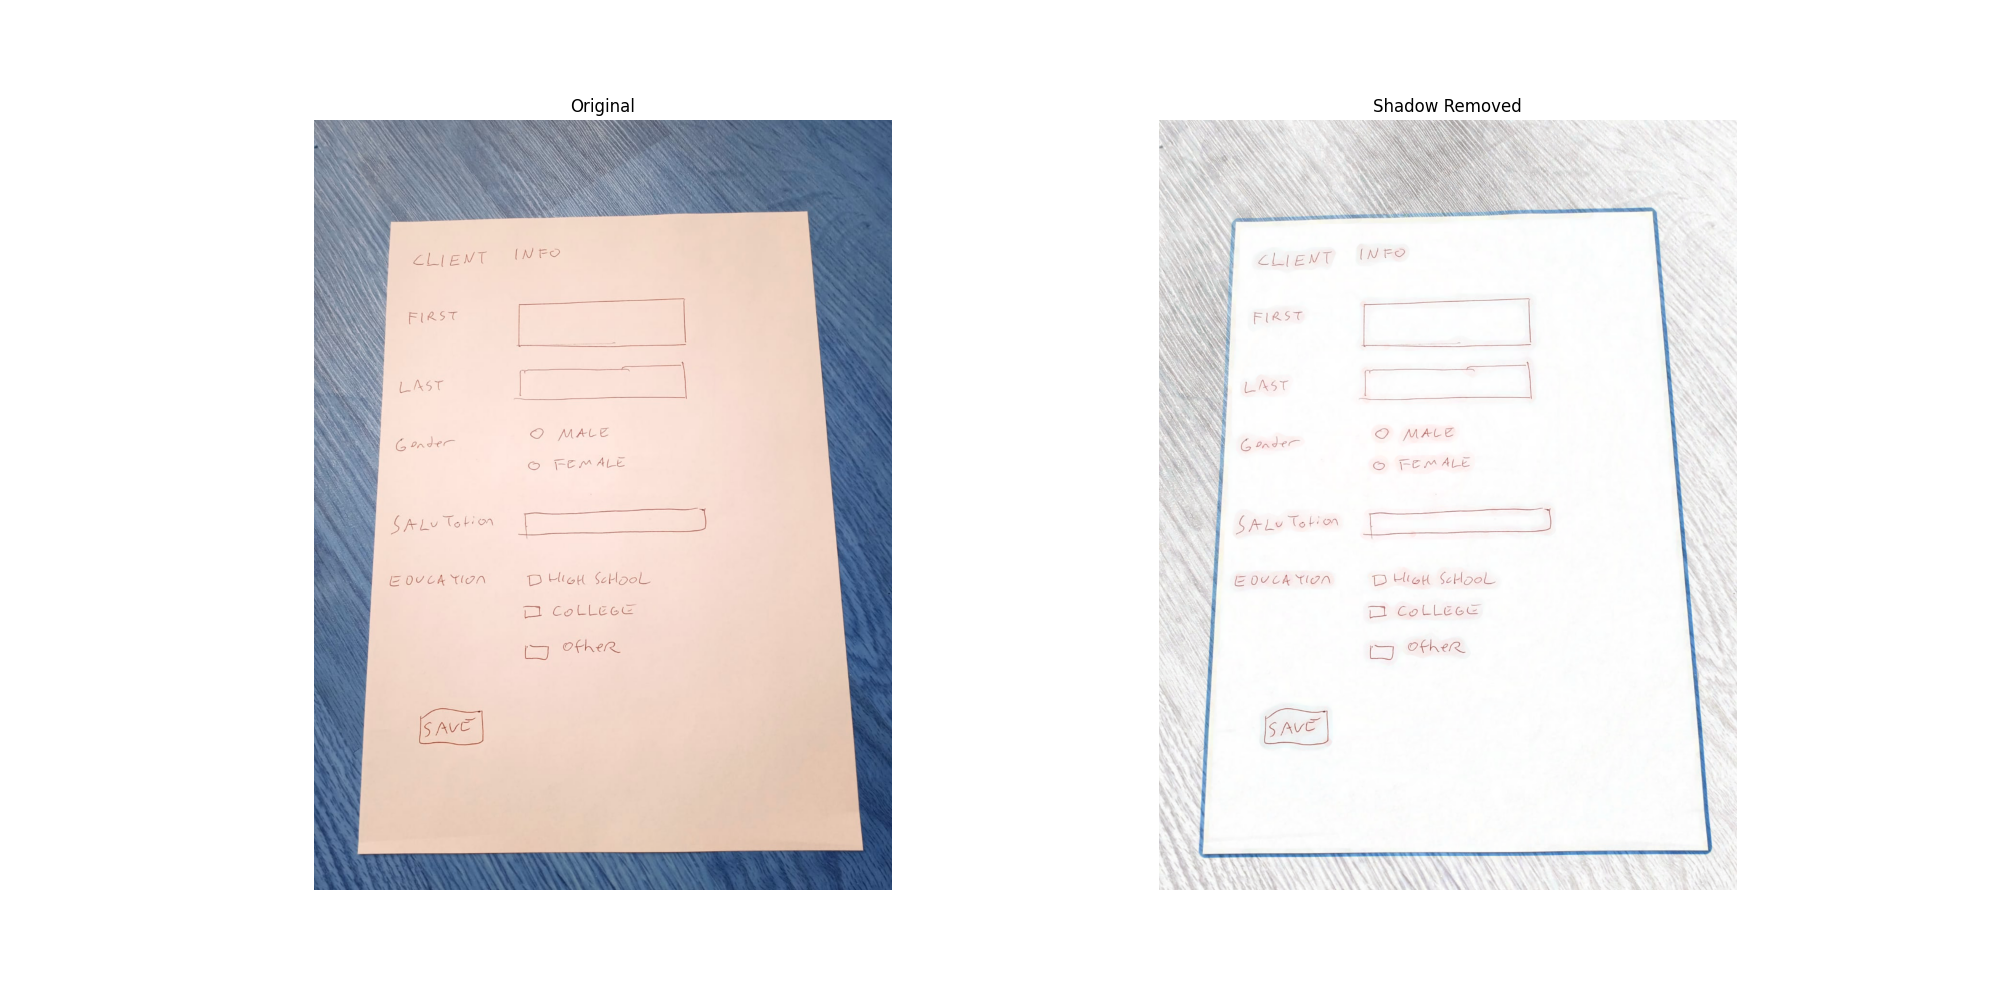 Original
CLIENT INFO
FIRST
LAST
Gender
MALE
FEMALE
SALuTation
EDUCATION
HIGH ScHOOL
COLLEGE
OtheR
SAVE
Shadow Removed
CLIENT INFO
FIRST
LAST
Gender
MALE
FEMALE
SALuTation
EDUCATION
HIGH ScHOOL
COLLEGE
OtheR
SAVE